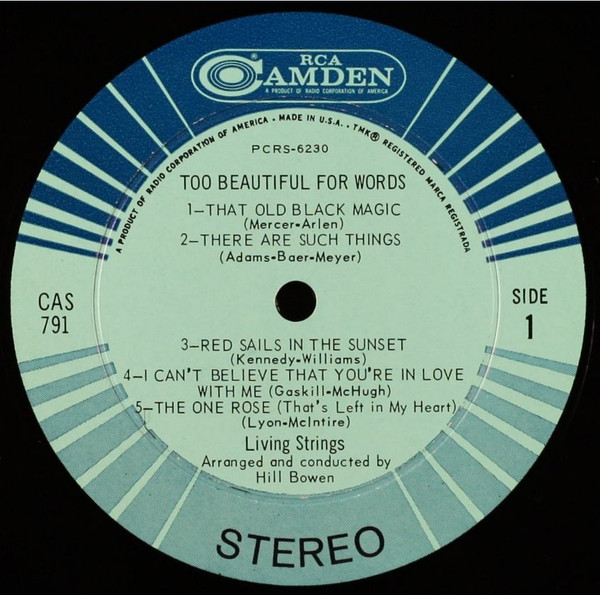 RCA
CAMDEN
®
A PRODUCT OF RADIO CORPORATION OF AMERICA
A PRODUCT OF RADIO CORPORATION OF AMERICA • MADE IN U.S.A. • TMK® REGISTERED MARCA REGISTRADA
PCRS-6230
TOO BEAUTIFUL FOR WORDS
1—THAT OLD BLACK MAGIC
(Mercer-Arlen)
2—THERE ARE SUCH THINGS
(Adams-Baer-Meyer)
CAS
791
SIDE
1
3—RED SAILS IN THE SUNSET
(Kennedy-Williams)
4—I CAN'T BELIEVE THAT YOU'RE IN LOVE
WITH ME (Gaskill-McHugh)
5—THE ONE ROSE (That's Left in My Heart)
(Lyon-McIntire)
Living Strings
Arranged and conducted by
Hill Bowen
STEREO